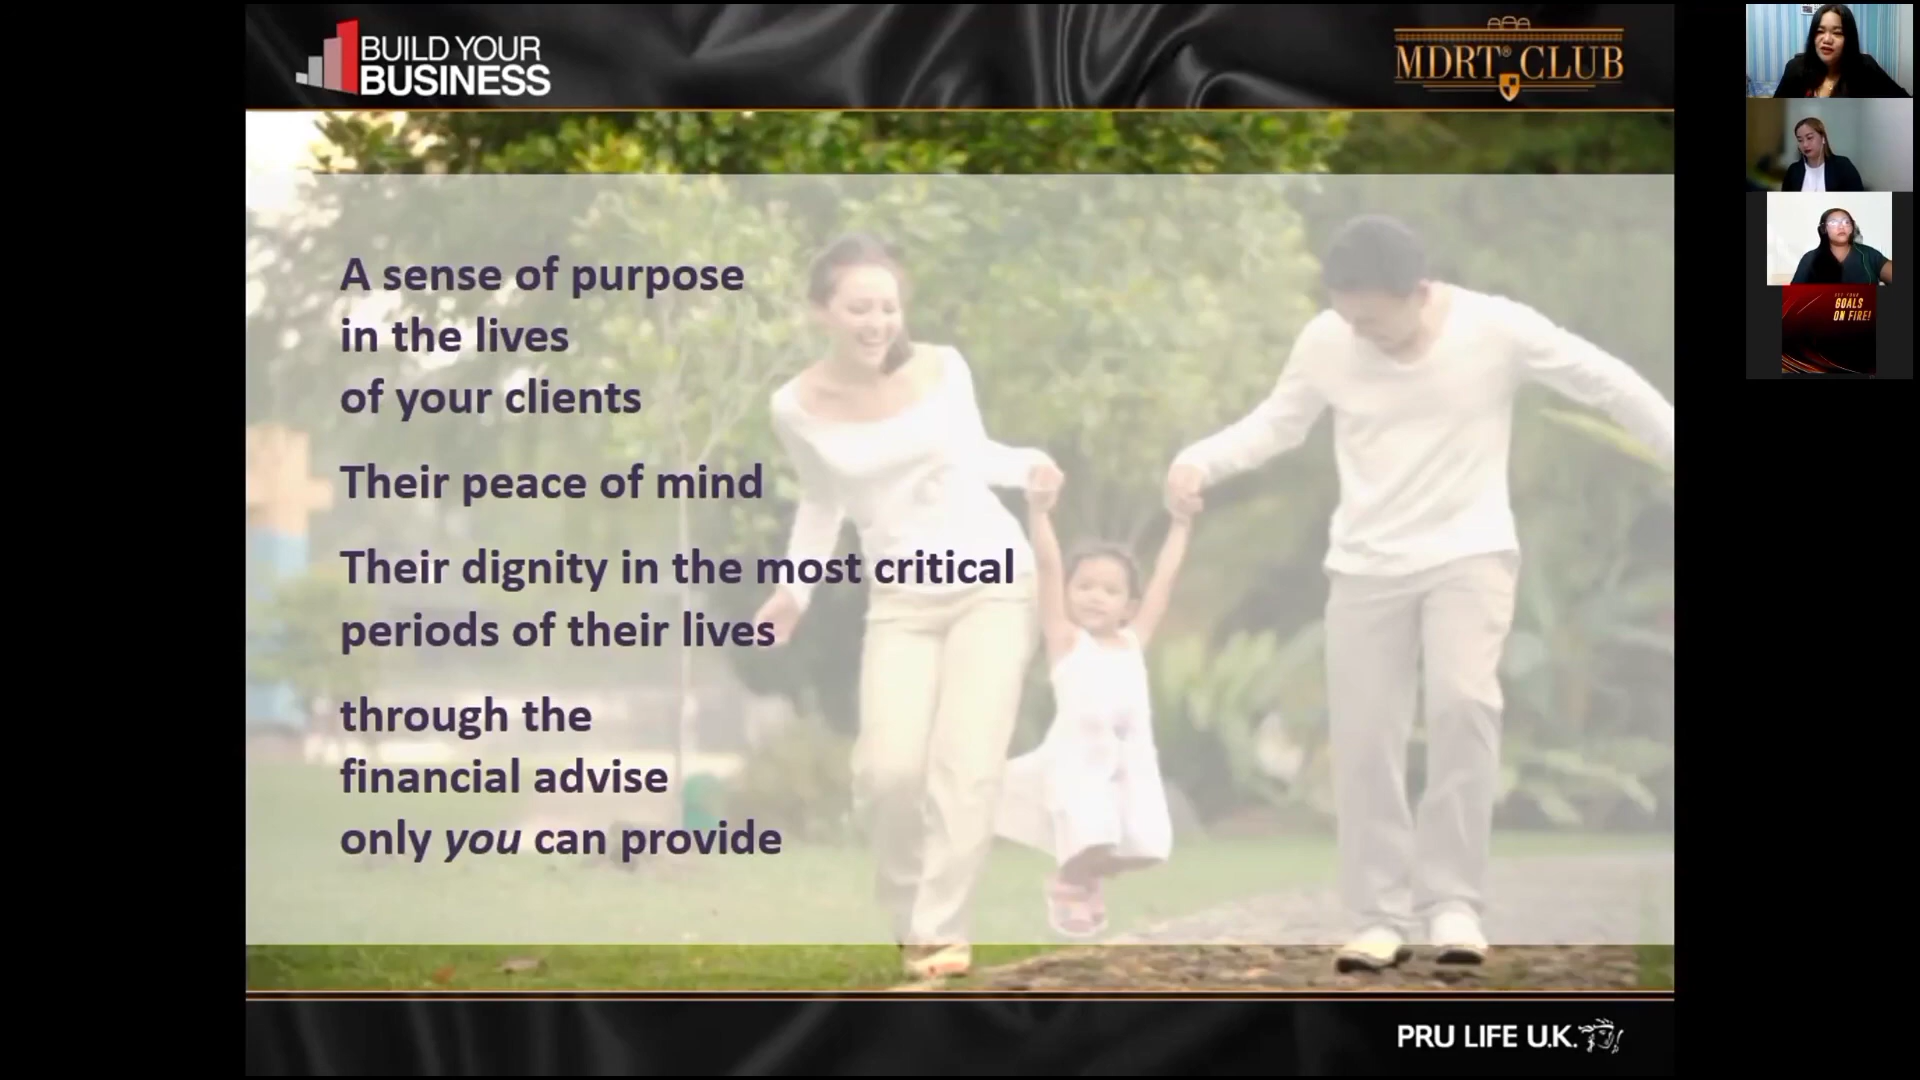 BUILD YOUR
BUSINESS
MDRT® CLUB
A sense of purpose
in the lives
of your clients
Their peace of mind
Their dignity in the most critical
periods of their lives
through the
financial advise
only you can provide
PRU LIFE U.K.
SET YOUR
GOALS
ON FIRE!